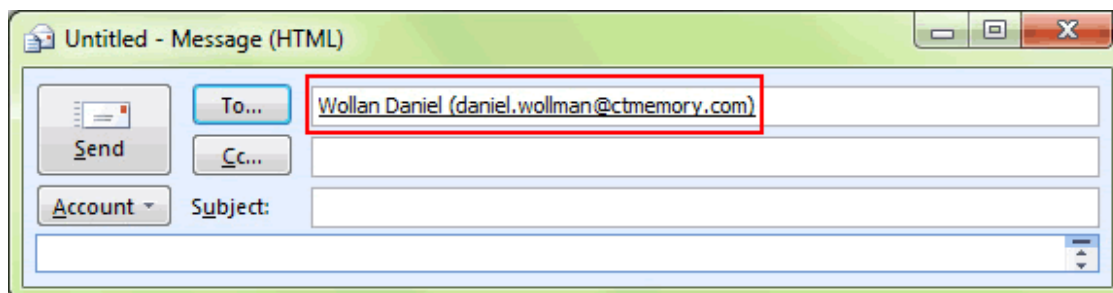 Untitled - Message (HTML)
To... Wollan Daniel (daniel.wollman@ctmemory.com)
Send
Cc...
Account Subject: